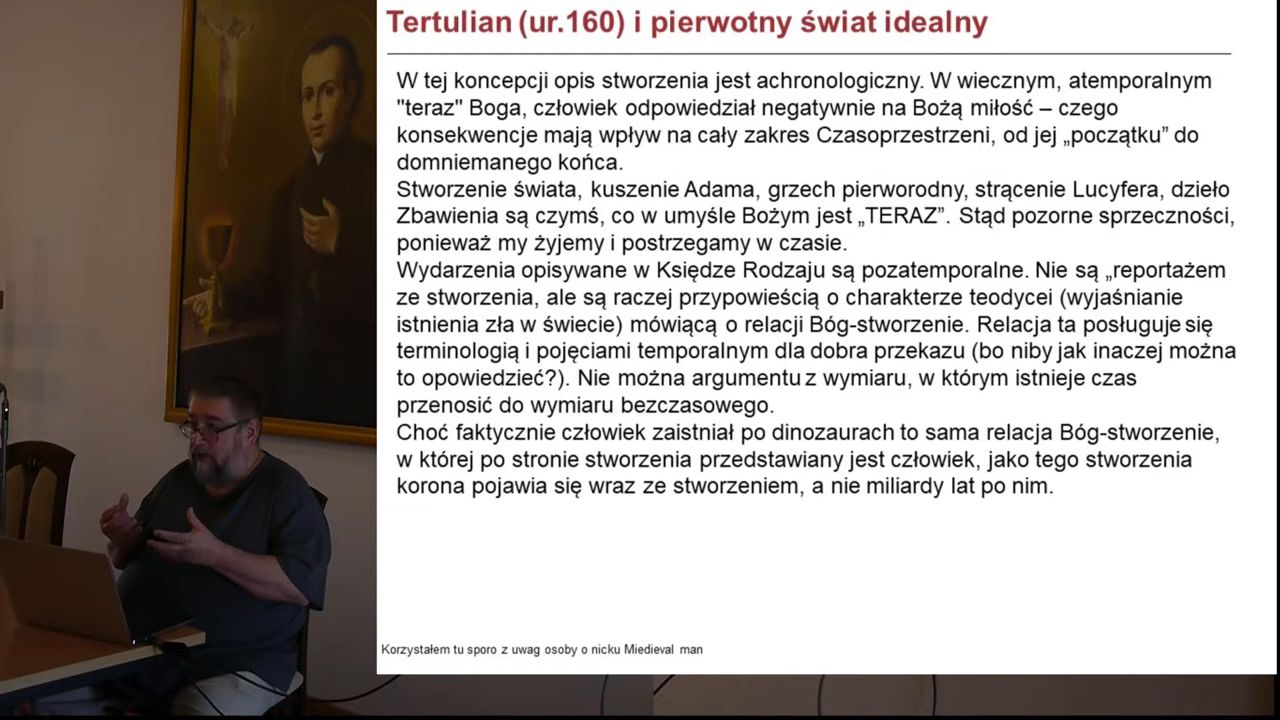 Tertulian (ur.160) i pierwotny świat idealny
W tej koncepcji opis stworzenia jest achronologiczny. W wiecznym, atemporalnym
"teraz" Boga, człowiek odpowiedział negatywnie na Bożą miłość – czego
konsekwencje mają wpływ na cały zakres Czasoprzestrzeni, od jej „początku” do
domniemanego końca.
Stworzenie świata, kuszenie Adama, grzech pierworodny, strącenie Lucyfera, dzieło
Zbawienia są czymś, co w umyśle Bożym jest „TERAZ”. Stąd pozorne sprzeczności,
ponieważ my żyjemy i postrzegamy w czasie.
Wydarzenia opisywane w Księdze Rodzaju są pozatemporalne. Nie są „reportażem
ze stworzenia, ale są raczej przypowieścią o charakterze teodycei (wyjaśnianie
istnienia zła w świecie) mówiącą o relacji Bóg-stworzenie. Relacja ta posługuje się
terminologią i pojęciami temporalnym dla dobra przekazu (bo niby jak inaczej można
to opowiedzieć?). Nie można argumentu z wymiaru, w którym istnieje czas
przenosić do wymiaru bezczasowego.
Choć faktycznie człowiek zaistniał po dinozaurach to sama relacja Bóg-stworzenie,
w której po stronie stworzenia przedstawiany jest człowiek, jako tego stworzenia
korona pojawia się wraz ze stworzeniem, a nie miliardy lat po nim.
Korzystałem tu sporo z uwag osoby o nicku Miedieval man